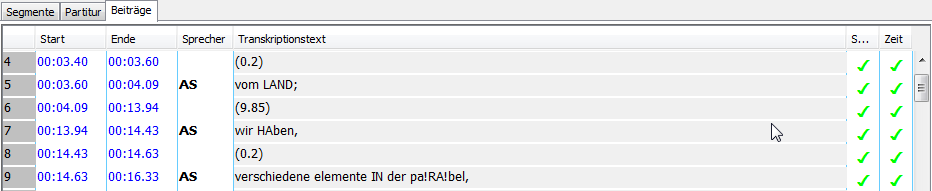 Segmente Partitur Beiträge
Start Ende Sprecher Transkriptionstext S... Zeit
4 00:03.40 00:03.60 (0.2)
5 00:03.60 00:04.09 AS vom LAND;
6 00:04.09 00:13.94 (9.85)
7 00:13.94 00:14.43 AS wir HAben,
8 00:14.43 00:14.63 (0.2)
9 00:14.63 00:16.33 AS verschiedene elemente IN der pa!RA!bel,